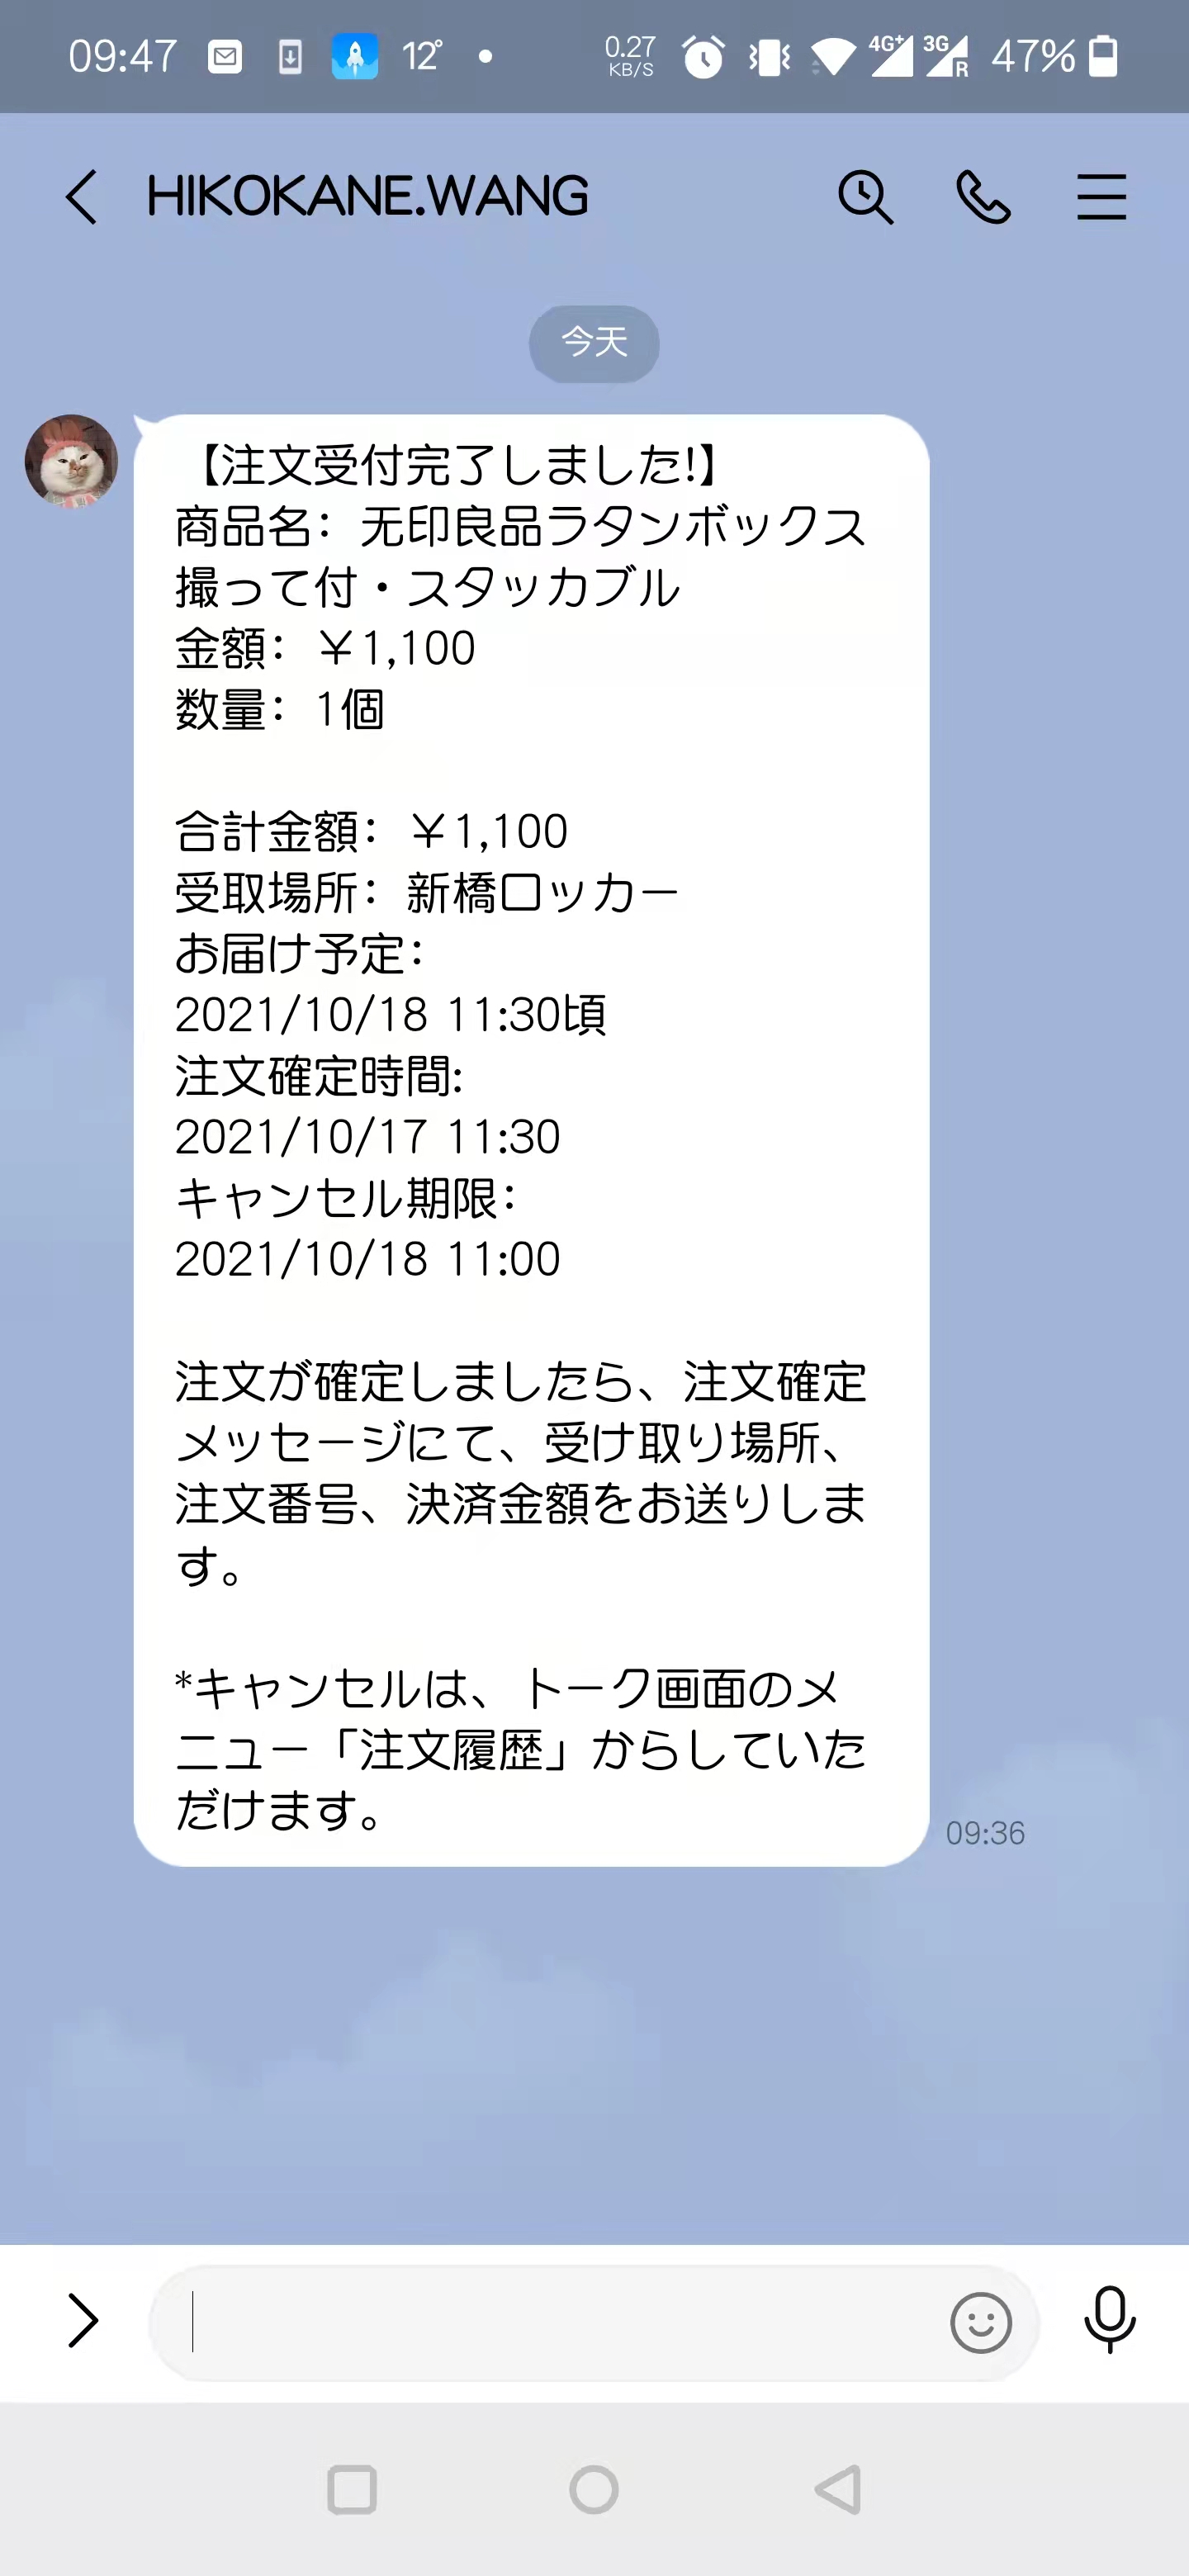 09:47
12°
0.27
KB/S
4G+
3G
R
47%
HIKOKANE.WANG
今天
【注文受付完了しました!】
商品名：无印良品ラタンボックス
撮って付・スタッカブル
金額：￥1,100
数量：1個
合計金額：￥1,100
受取場所：新橋ロッカー
お届け予定：
2021/10/18 11:30頃
注文確定時間:
2021/10/17 11:30
キャンセル期限：
2021/10/18 11:00
注文が確定しましたら、注文確定
メッセージにて、受け取り場所、
注文番号、決済金額をお送りしま
す。
*キャンセルは、トーク画面のメ
ニュー「注文履歴」からしていた
だけます。
09:36